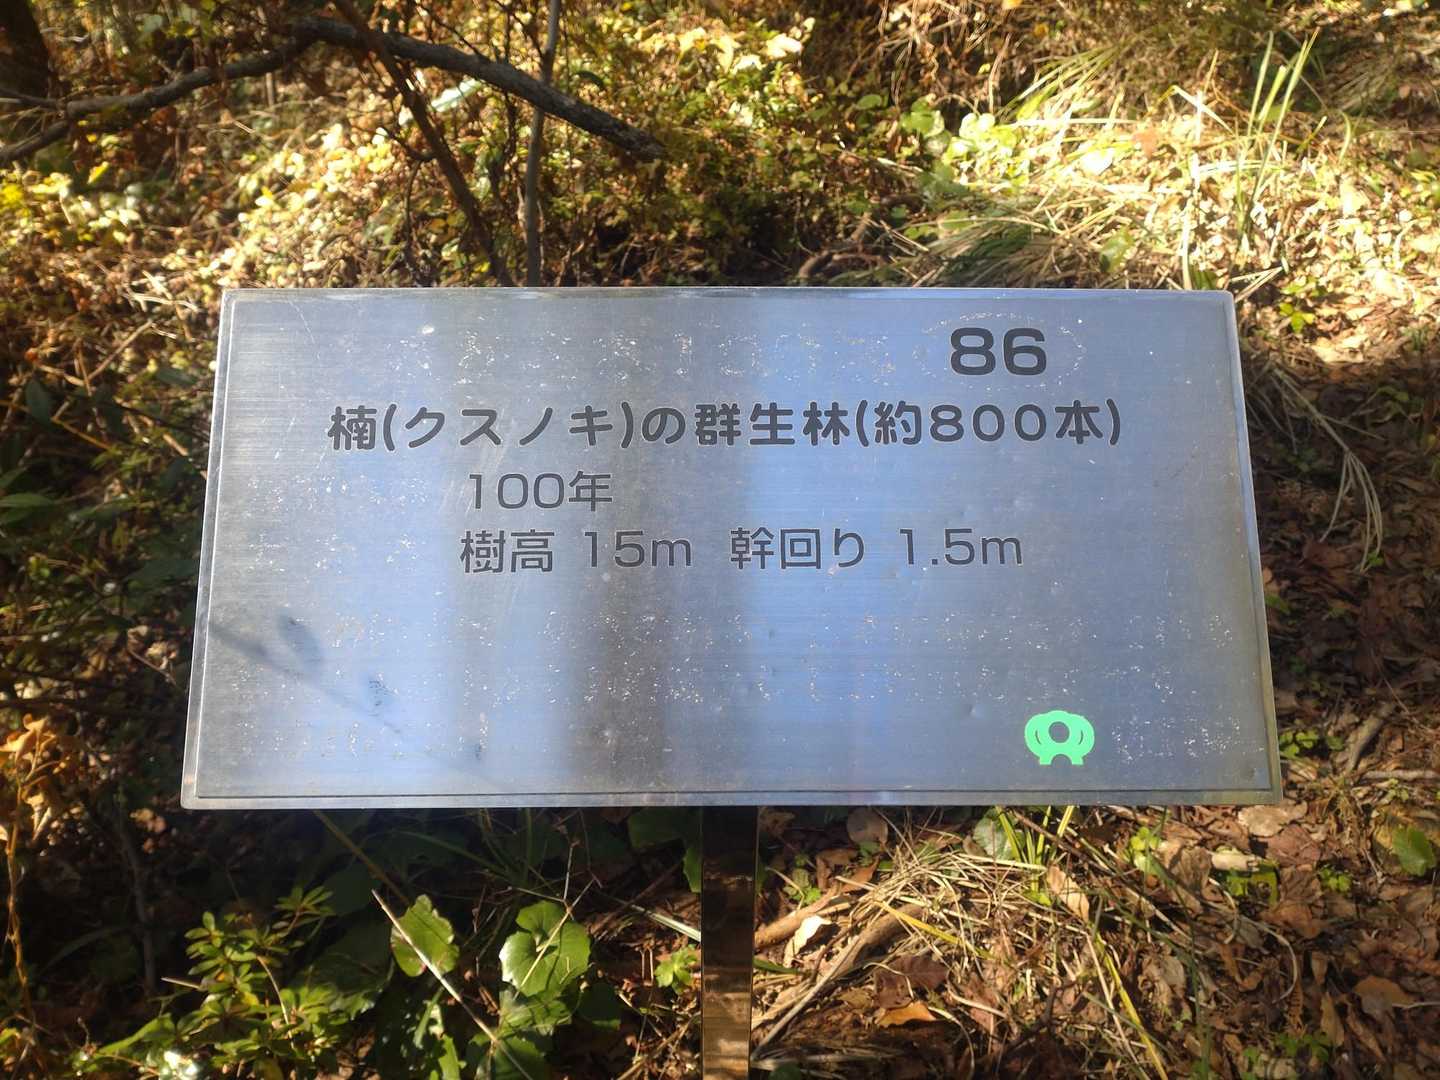 86
楠(クスノキ)の群生林(約800本)
100年
樹高 15m 幹回り 1.5m